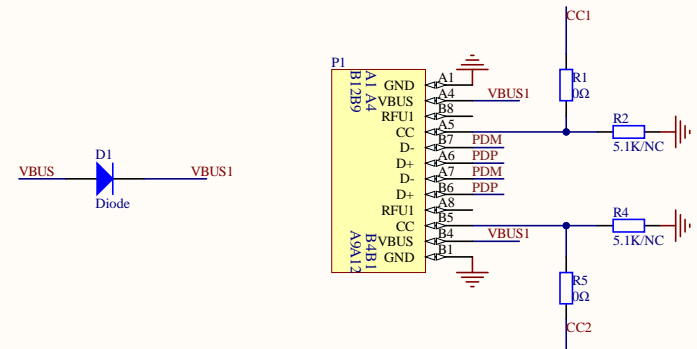 CC1
P1
A1 A4
B12B9
GND
A1
VBUS
A4
VBUS1
RFU1
B8
CC
A5
R1
0Ω
R2
5.1K/NC
D-
B7
PDM
D+
A6
PDP
D-
A7
PDM
D+
B6
PDP
D1
VBUS
VBUS1
Diode
RFU1
A8
CC
B5
R4
5.1K/NC
VBUS
B4
VBUS1
GND
B1
B4B1
A9A12
R5
0Ω
CC2